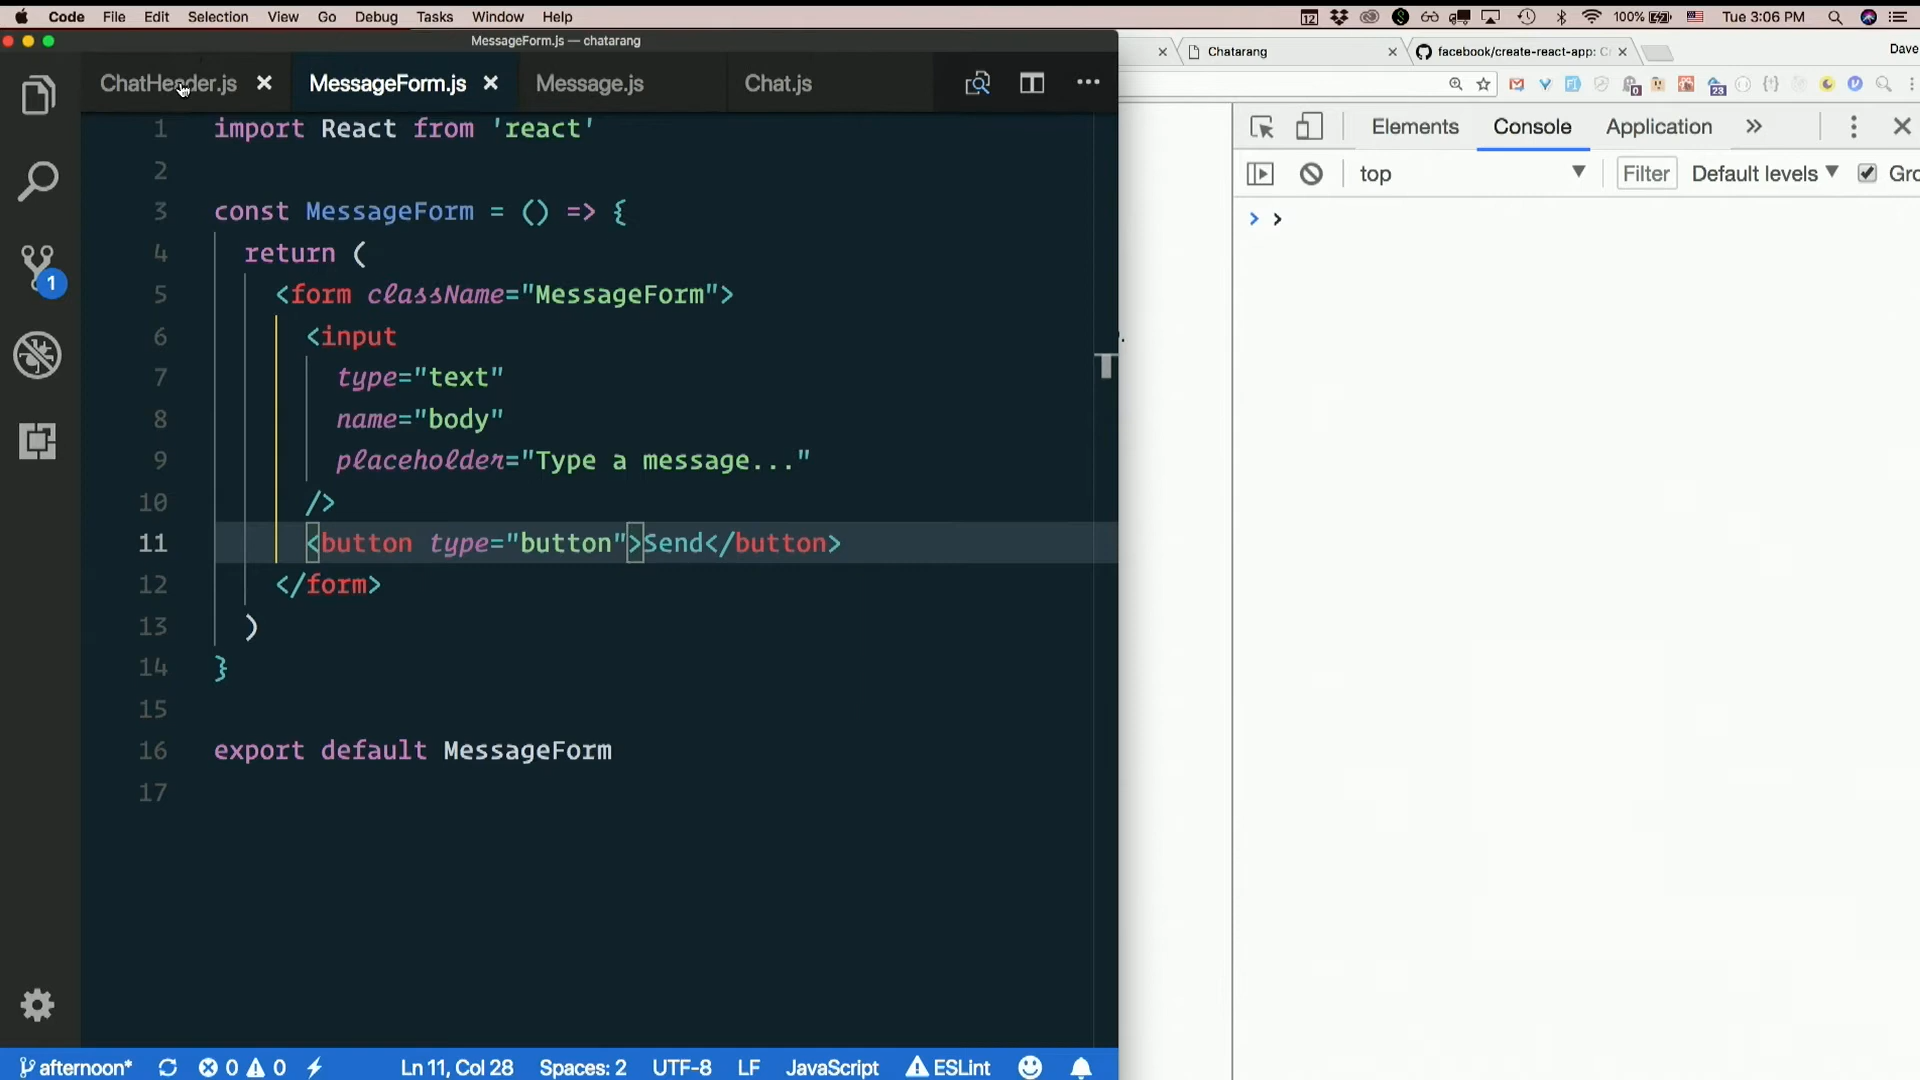 Code File Edit Selection View Go Debug Tasks Window Help 12 100% Tue 3:06 PM
MessageForm.js — chatarang
Chatarang facebook/create-react-app: C Dave
ChatHeader.js MessageForm.js Message.js Chat.js
23
Elements Console Application
top Filter Default levels Gro
1 import React from 'react'
2
3 const MessageForm = () => {
4 return (
5 <form className="MessageForm">
6 <input
7 type="text"
8 name="body"
9 placeholder="Type a message..."
10 />
11 <button type="button">Send</button>
12 </form>
13 )
14 }
15
16 export default MessageForm
17
1
afternoon* 0 0 Ln 11, Col 28 Spaces: 2 UTF-8 LF JavaScript ESLint